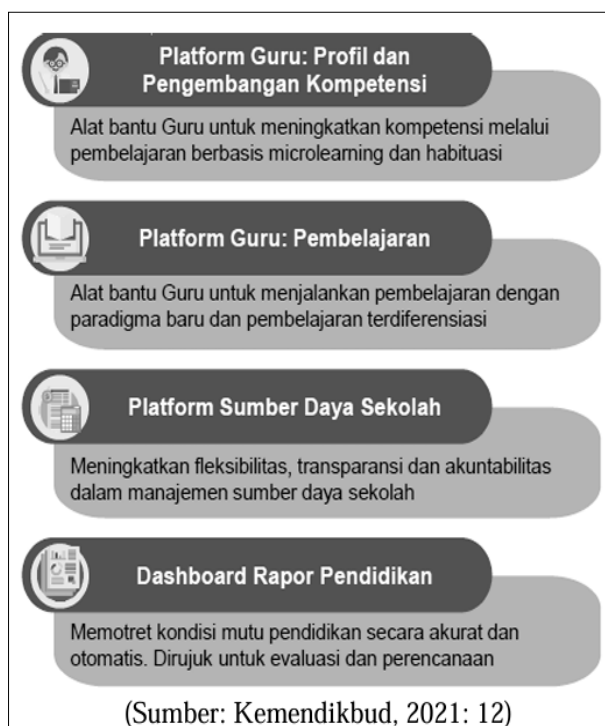 Platform Guru: Profil dan
Pengembangan Kompetensi
Alat bantu Guru untuk meningkatkan kompetensi melalui
pembelajaran berbasis microlearning dan habituasi
Platform Guru: Pembelajaran
Alat bantu Guru untuk menjalankan pembelajaran dengan
paradigma baru dan pembelajaran terdiferensiasi
Platform Sumber Daya Sekolah
Meningkatkan fleksibilitas, transparansi dan akuntabilitas
dalam manajemen sumber daya sekolah
Dashboard Rapor Pendidikan
Memotret kondisi mutu pendidikan secara akurat dan
otomatis. Dirujuk untuk evaluasi dan perencanaan
(Sumber: Kemendikbud, 2021: 12)